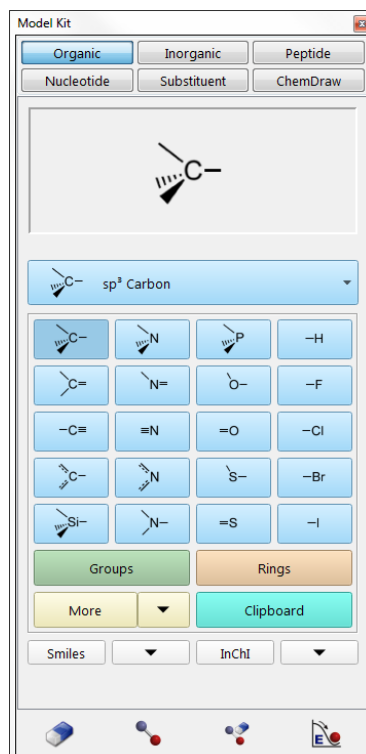 Model Kit
Organic Inorganic Peptide
Nucleotide Substituent ChemDraw
C
C sp³ Carbon
C N P -H
C= N= O- -F
-C≡ ≡N =O -Cl
C- N S- -Br
Si- N- =S -I
Groups Rings
More Clipboard
Smiles InChI
E